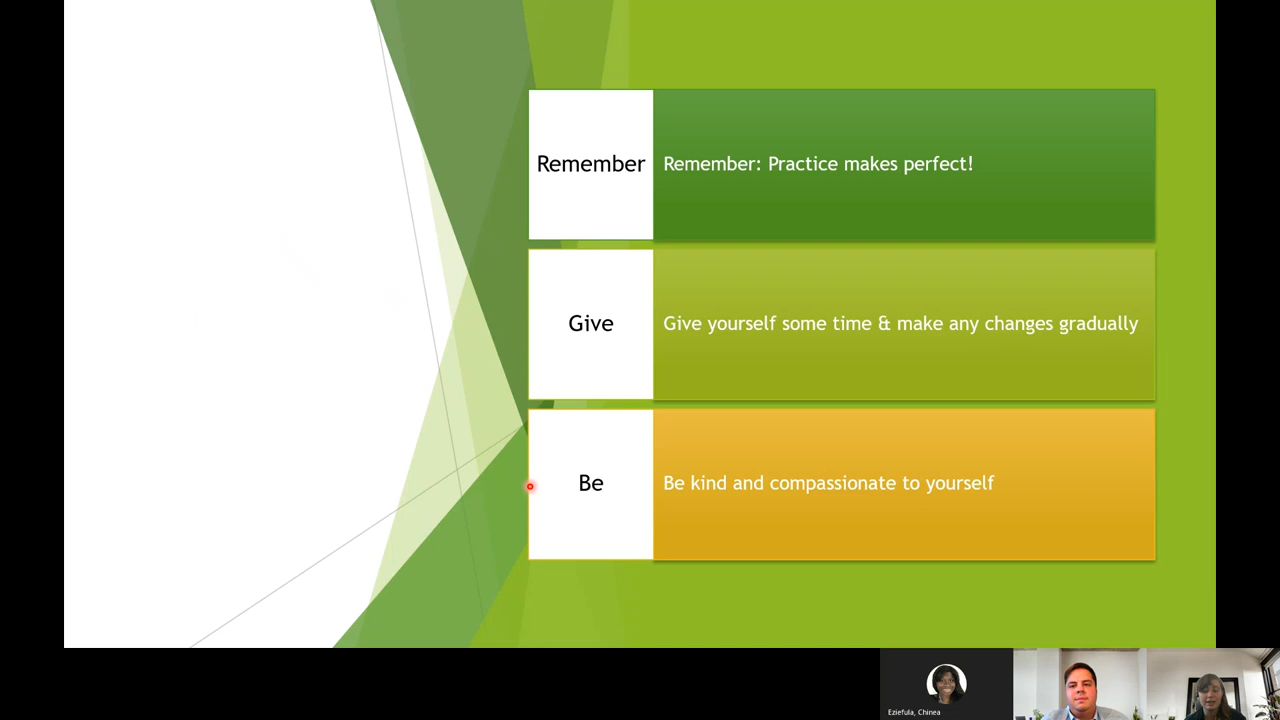 Remember
Remember: Practice makes perfect!
Give
Give yourself some time & make any changes gradually
Be
Be kind and compassionate to yourself
Eziefula, Chinea